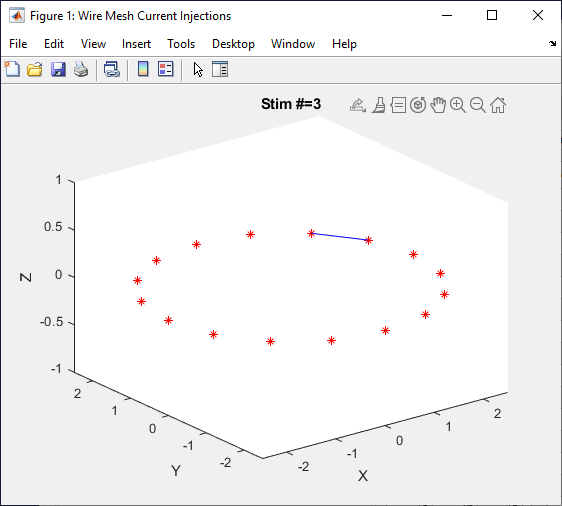 Figure 1: Wire Mesh Current Injections
File Edit View Insert Tools Desktop Window Help
Stim #=3
1
0.5
0
-0.5
-1
Z
2
1
0
-1
-2
Y
-2
-1
0
1
2
X